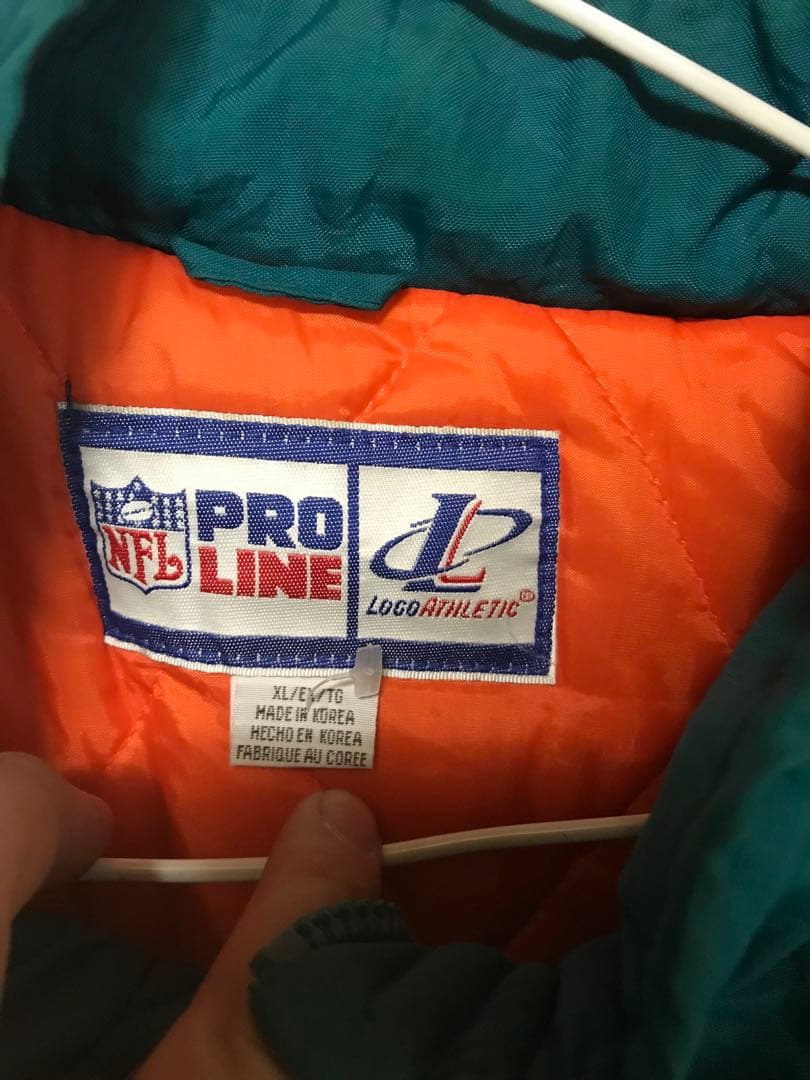 NFL
PRO
LINE
L
LOGO ATHLETIC®
XL/EX/TG
MADE IN KOREA
HECHO EN KOREA
FABRIQUE AU COREE